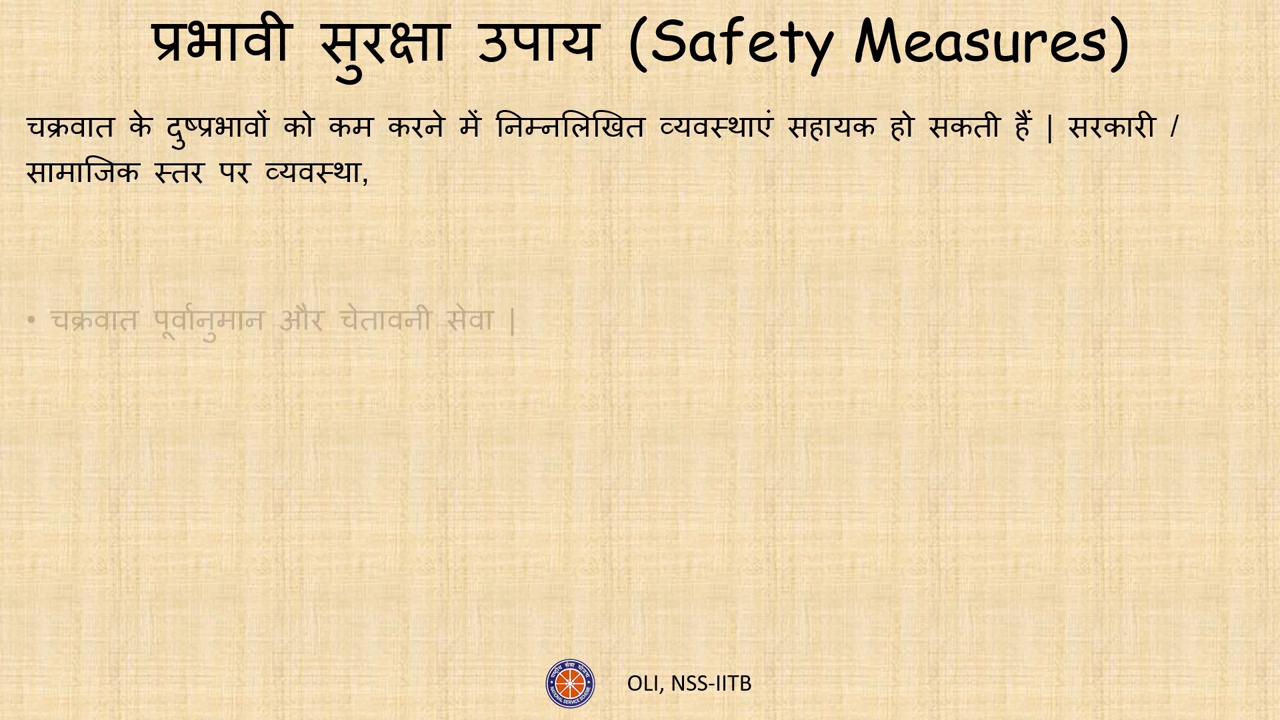 प्रभावी सुरक्षा उपाय (Safety Measures)
चक्रवात के दुष्प्रभावों को कम करने में निम्नलिखित व्यवस्थाएं सहायक हो सकती हैं | सरकारी /
सामाजिक स्तर पर व्यवस्था,
• चक्रवात पूर्वानुमान और चेतावनी सेवा |
OLI, NSS-IITB